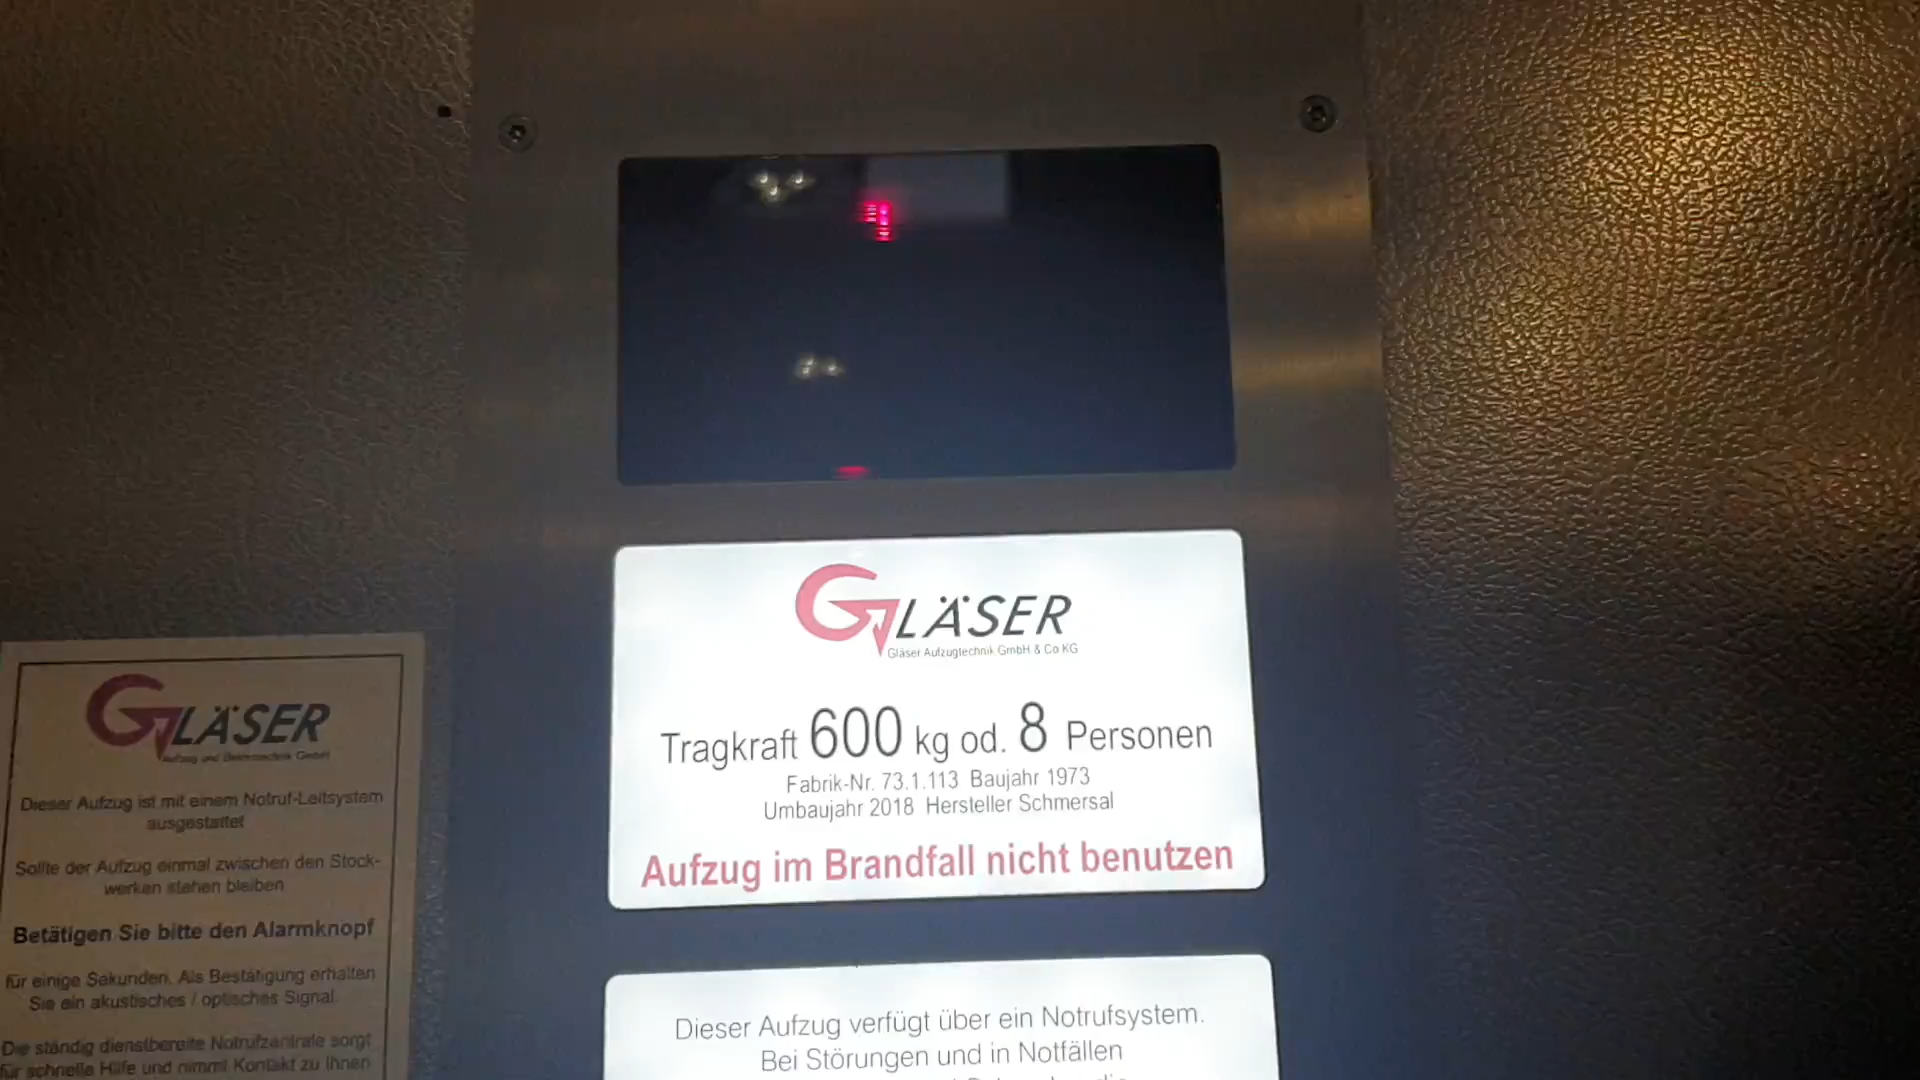 GLÄSER
Gläser Aufzugtechnik GmbH & Co KG
Tragkraft 600 kg od. 8 Personen
Fabrik-Nr. 73.1.113 Baujahr 1973
Umbaujahr 2018 Hersteller Schmersal
Aufzug im Brandfall nicht benutzen
Dieser Aufzug verfügt über ein Notrufsystem.
Bei Störungen und in Notfällen
GLÄSER
Aufzug und Elektrotechnik GmbH
Dieser Aufzug ist mit einem Notruf-Leitsystem
ausgestattet
Sollte der Aufzug einmal zwischen den Stock-
werken stehen bleiben
Betätigen Sie bitte den Alarmknopf
für einige Sekunden. Als Bestätigung erhalten
Sie ein akustisches / optisches Signal.
Die ständig dienstbereite Notrufzentrale sorgt
für schnelle Hilfe und nimmt Kontakt zu Ihnen